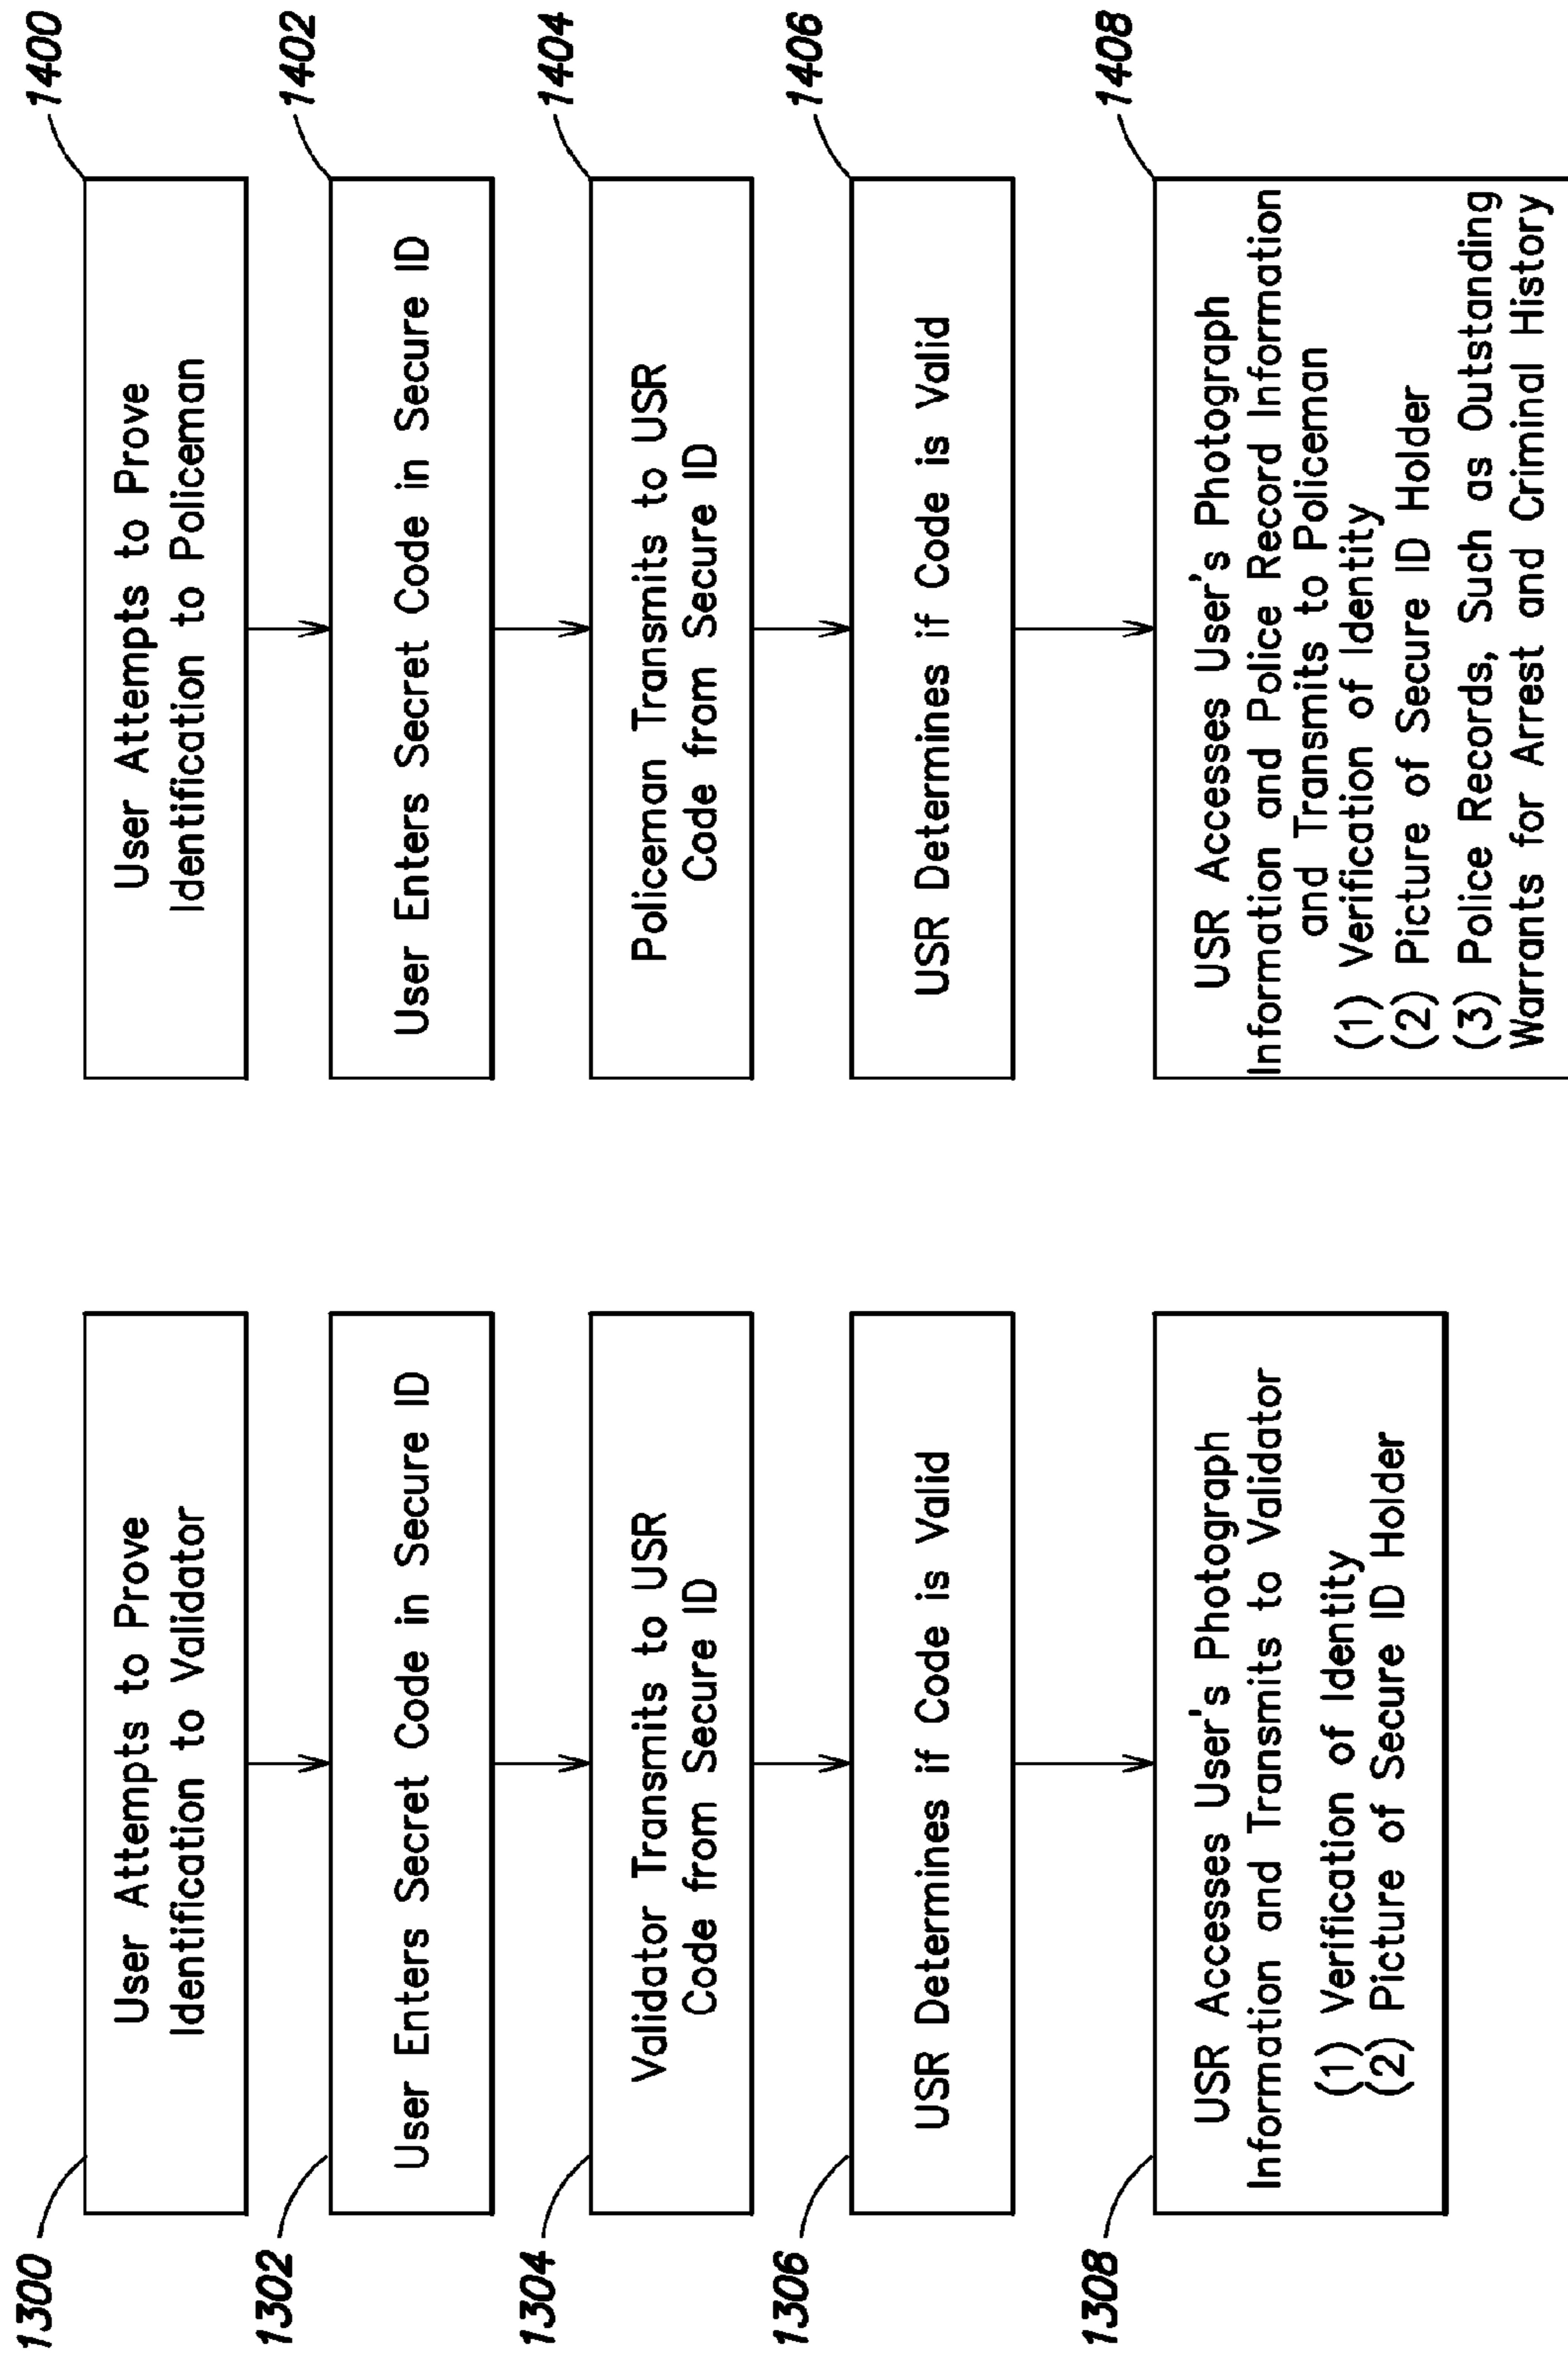 1300
User Attempts to Prove
Identification to Validator
1302
User Enters Secret Code in Secure ID
1304
Validator Transmits to USR
Code from Secure ID
1306
USR Determines if Code is Valid
1308
USR Accesses User's Photograph
Information and Transmits to Validator
(1) Verification of Identity
(2) Picture of Secure ID Holder
1400
User Attempts to Prove
Identification to Policeman
1402
User Enters Secret Code in Secure ID
1404
Policeman Transmits to USR
Code from Secure ID
1406
USR Determines if Code is Valid
1408
USR Accesses User's Photograph
Information and Police Record Information
and Transmits to Policeman
(1) Verification of Identity
(2) Picture of Secure ID Holder
(3) Police Records, Such as Outstanding
Warrants for Arrest and Criminal History